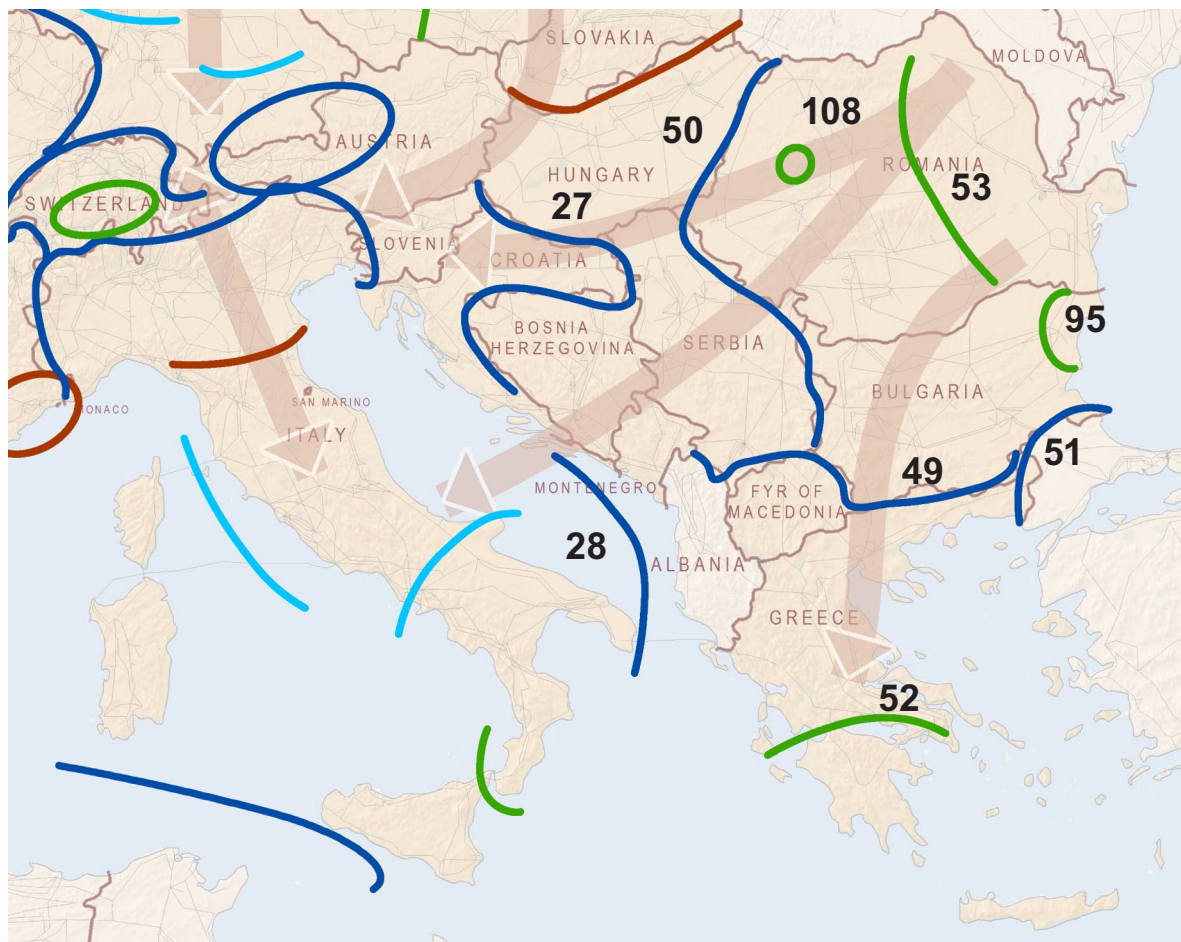 SLOVAKIA
MOLDOVA
108
50
AUSTRIA
ROMANIA
HUNGARY
53
27
SWITZERLAND
SLOVENIA
CROATIA
95
BOSNIA
HERZEGOVINA
SERBIA
BULGARIA
SAN MARINO
MONACO
ITALY
51
49
MONTENEGRO
FYR OF
MACEDONIA
28
ALBANIA
GREECE
52